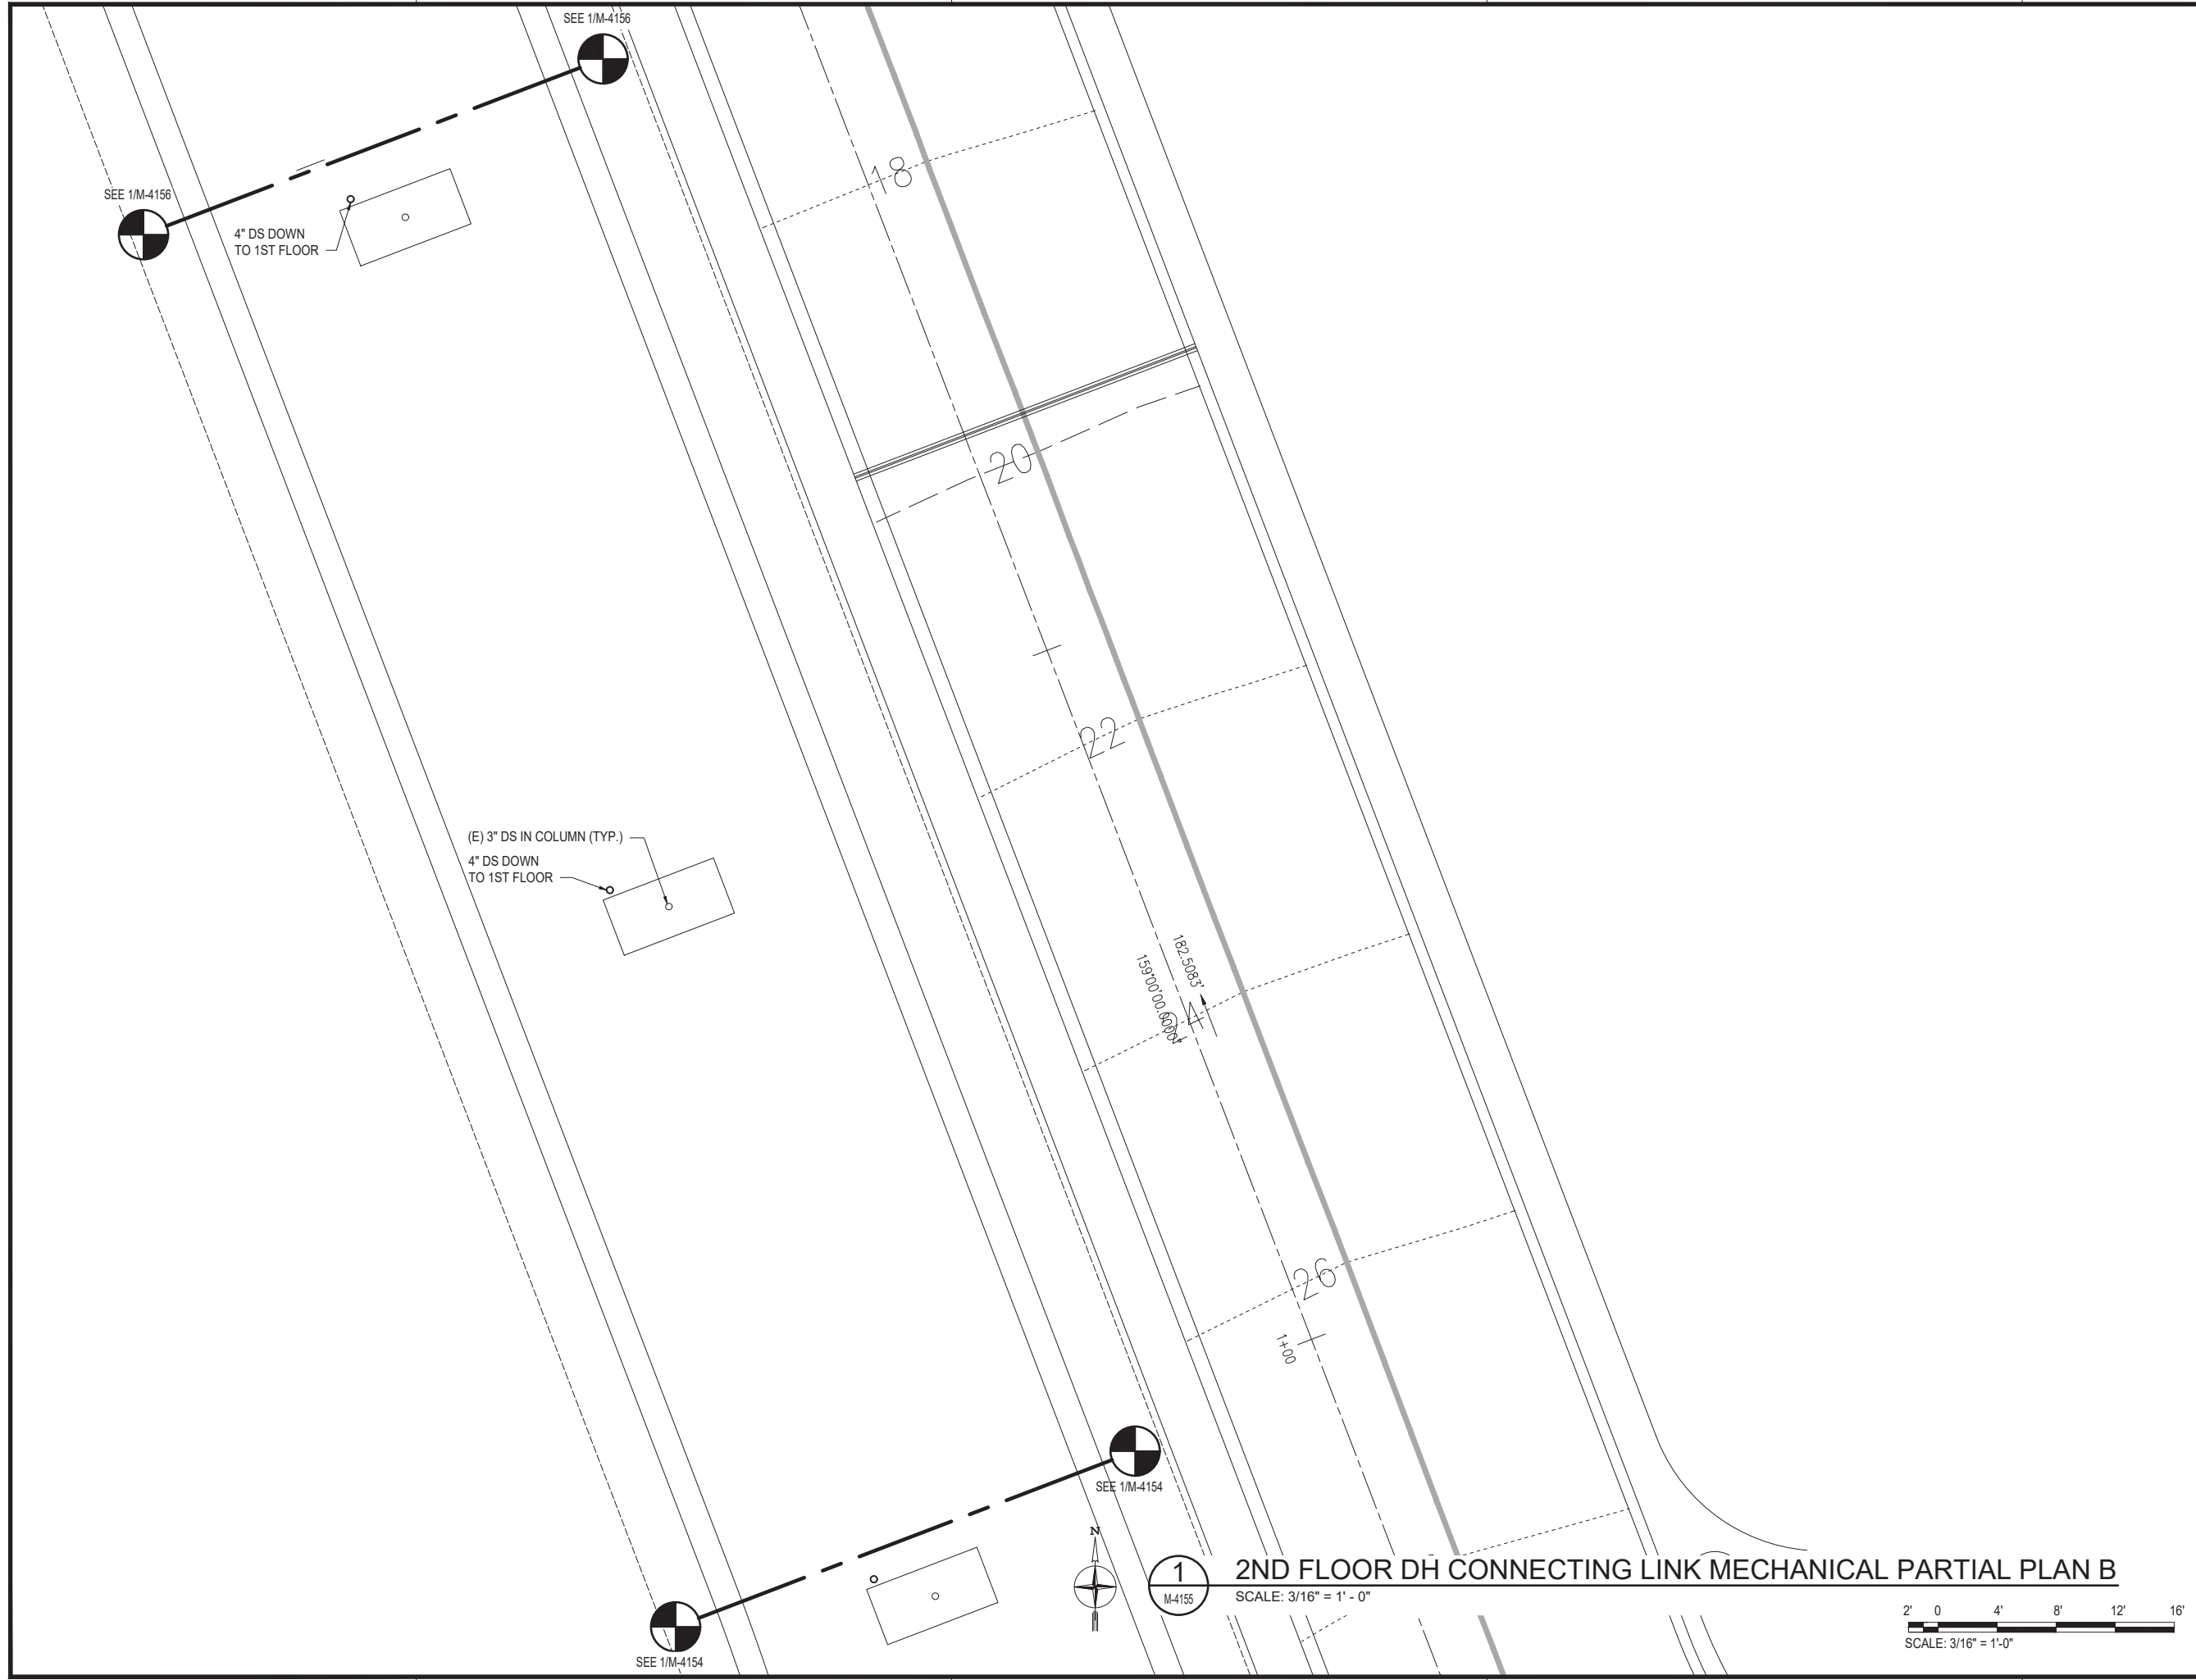 SEE 1/M-4156
18
SEE 1/M-4156
4" DS DOWN
TO 1ST FLOOR
20
22
(E) 3" DS IN COLUMN (TYP.)
4" DS DOWN
TO 1ST FLOOR
182.5083'
159°00'00.0000"
24
26
1+00
SEE 1/M-4154
N
1
M-4155
2ND FLOOR DH CONNECTING LINK MECHANICAL PARTIAL PLAN B
SCALE: 3/16" = 1' - 0"
2' 0 4' 8' 12' 16'
SCALE: 3/16" = 1'-0"
SEE 1/M-4154